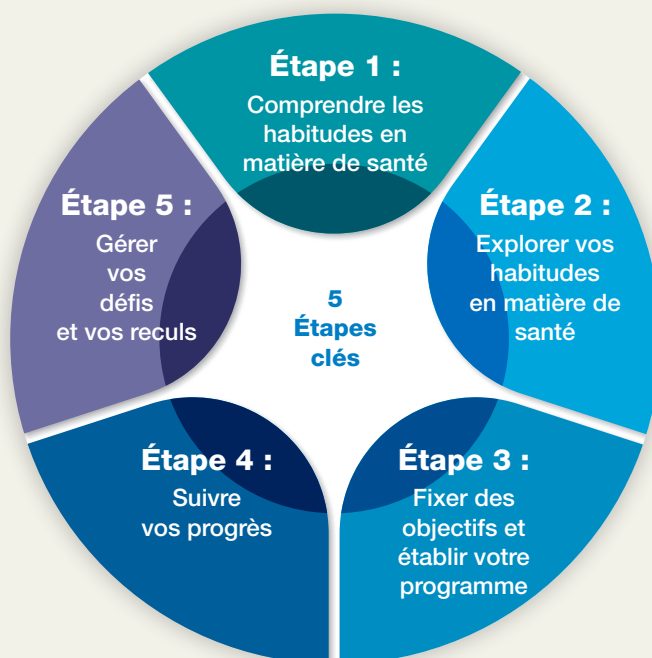 Étape 1 :
Comprendre les
habitudes en
matière de santé
Étape 2 :
Explorer vos
habitudes
en matière de
santé
Étape 3 :
Fixer des
objectifs et
établir votre
programme
Étape 4 :
Suivre
vos progrès
Étape 5 :
Gérer
vos
défis
et vos reculs
5
Étapes
clés